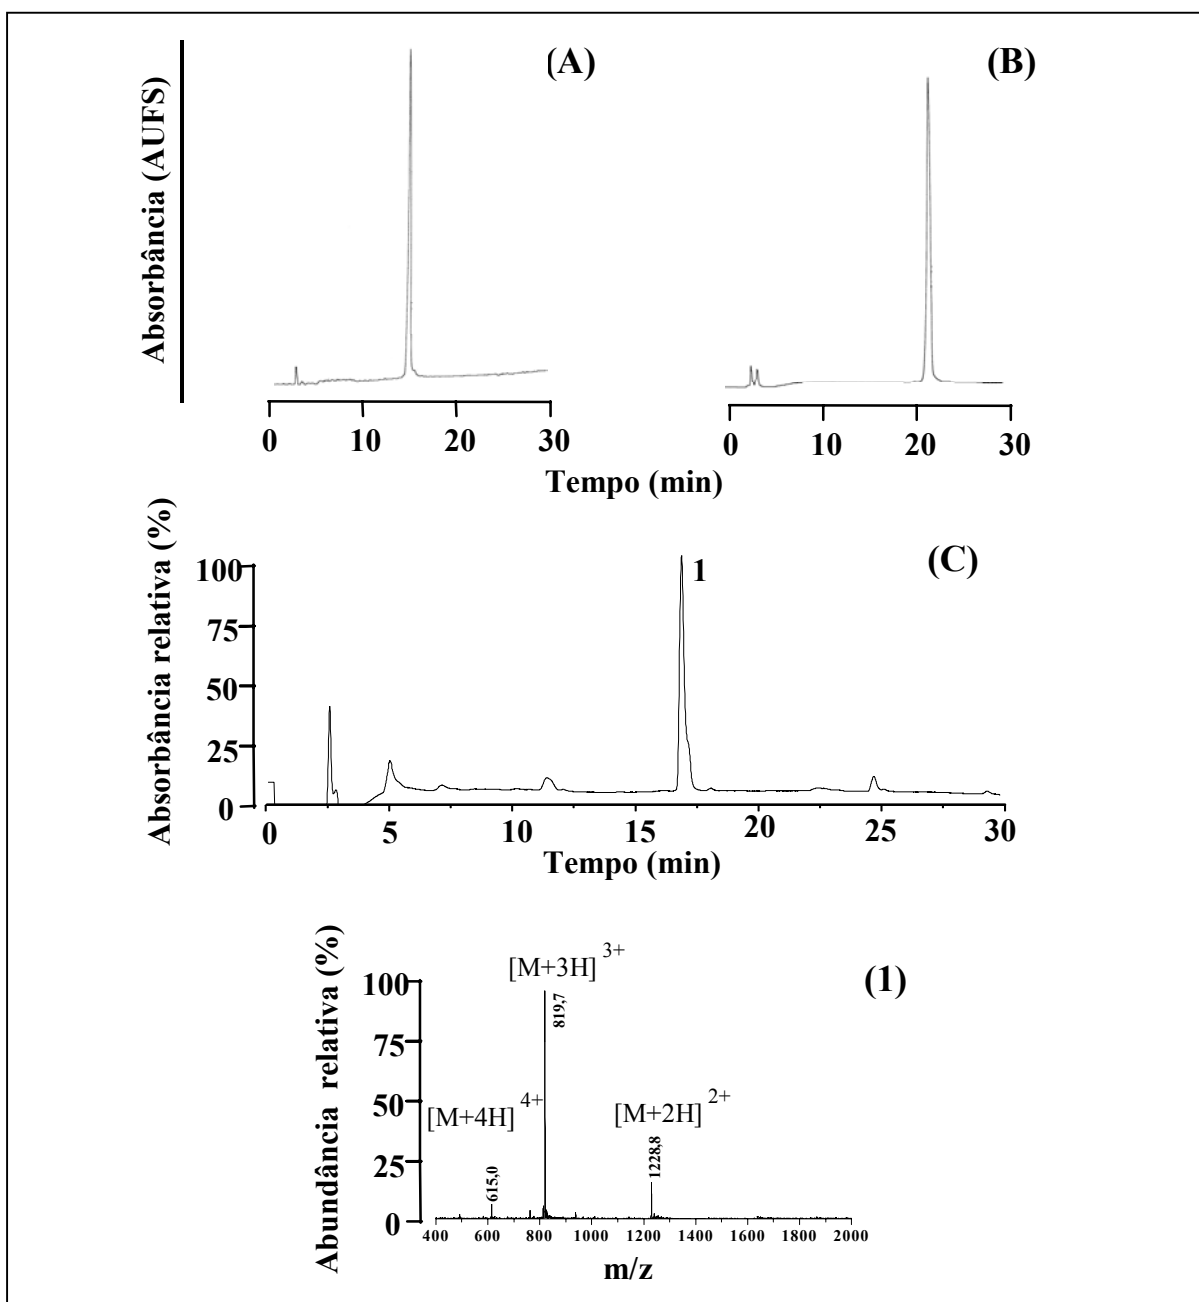 (A)
(B)
Absorbância (AUFS)
0 10 20 30
0 10 20 30
Tempo (min)
Absorbância relativa (%)
(C)
100
75
50
25
0
1
0 5 10 15 20 25 30
Tempo (min)
Abundância relativa (%)
(1)
100
75
50
25
0
[M+3H] 3+
819,7
[M+4H] 4+
615,0
[M+2H] 2+
1228,8
400 600 800 1000 1200 1400 1600 1800 2000
m/z